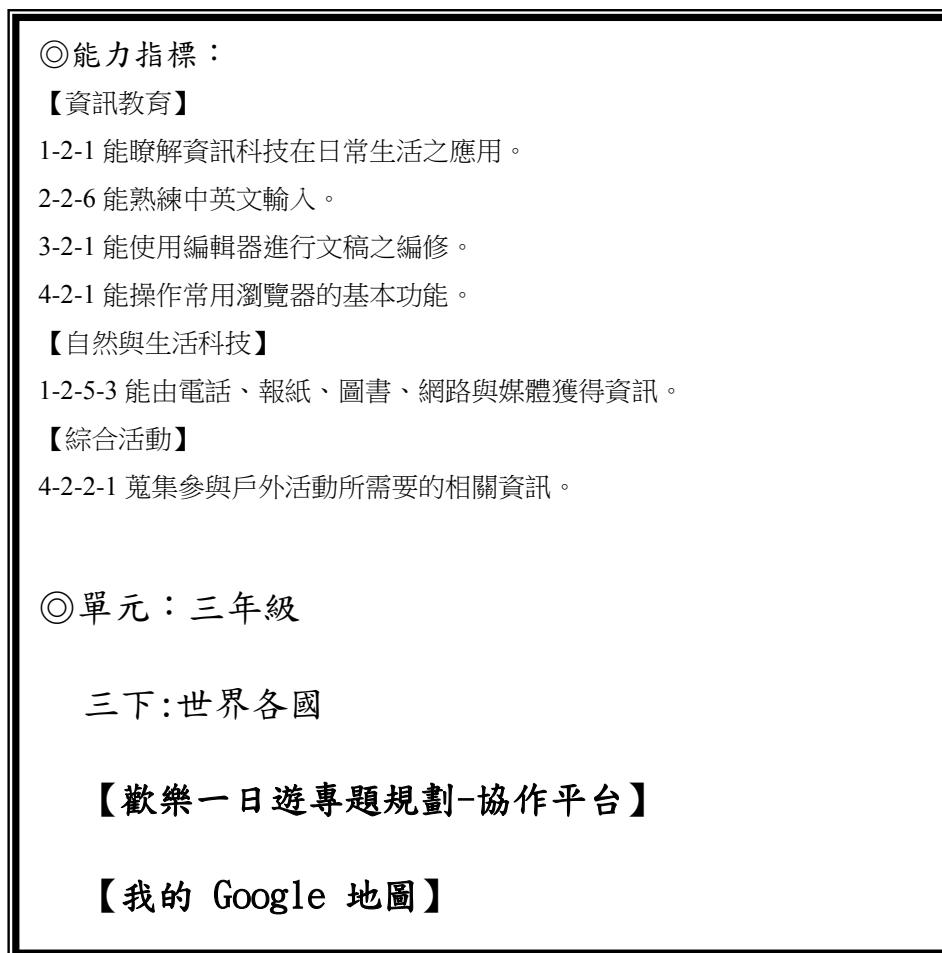 ◎能力指標：
【資訊教育】
1-2-1 能瞭解資訊科技在日常生活之應用。
2-2-6 能熟練中英文輸入。
3-2-1 能使用編輯器進行文稿之編修。
4-2-1 能操作常用瀏覽器的基本功能。
【自然與生活科技】
1-2-5-3 能由電話、報紙、圖書、網路與媒體獲得資訊。
【綜合活動】
4-2-2-1 蒐集參與戶外活動所需要的相關資訊。
◎單元：三年級
三下:世界各國
【歡樂一日遊專題規劃-協作平台】
【我的 Google 地圖】